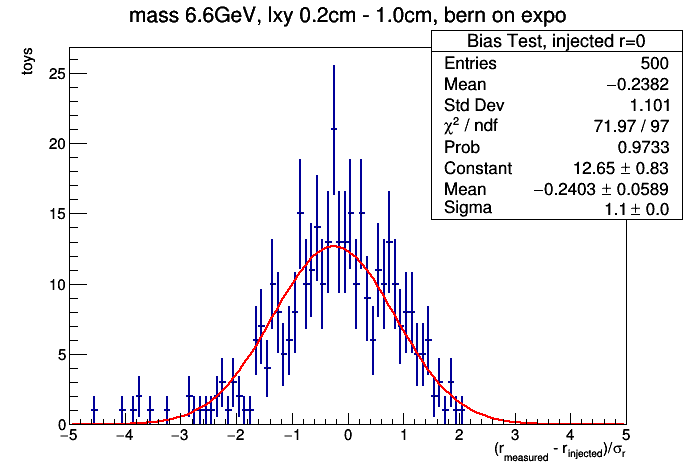 mass 6.6GeV, lxy 0.2cm - 1.0cm, bern on expo
toys
Bias Test, injected r=0
Entries 500
Mean −0.2382
Std Dev 1.101
χ² / ndf 71.97 / 97
Prob 0.9733
Constant 12.65 ± 0.83
Mean −0.2403 ± 0.0589
Sigma 1.1 ± 0.0
25
20
15
10
5
0
−5 −4 −3 −2 −1 0 1 2 3 4 5
(r_measured - r_injected)/σ_r